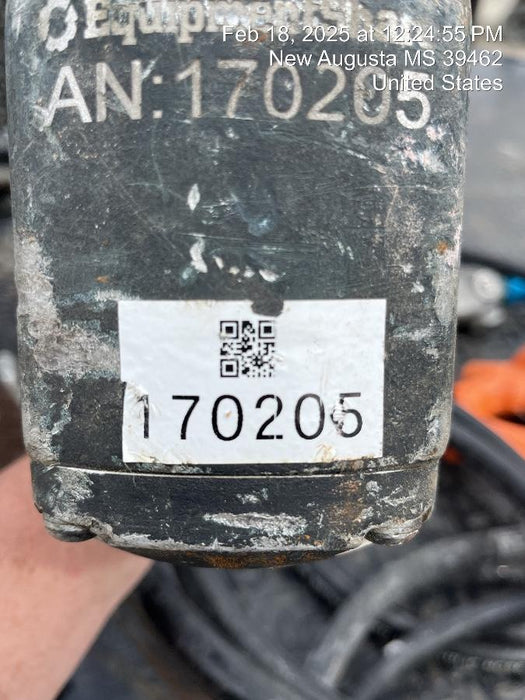 Feb 18, 2025 at 12:24:55 PM
New Augusta MS 39462
United States
AN:170205
170205